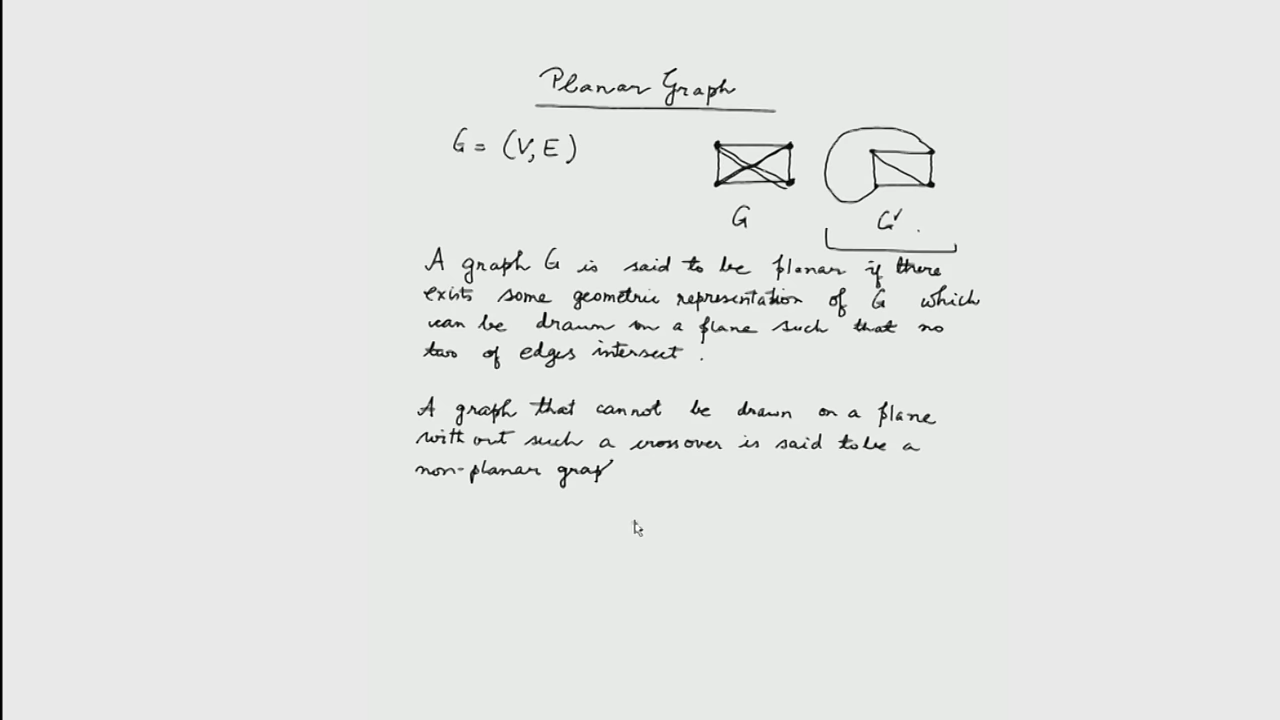 Planar Graph
G = (V, E)
G G'
A graph G is said to be planar if there
exists some geometric representation of G which
can be drawn on a plane such that no
two of edges intersect .
A graph that cannot be drawn on a plane
with out such a crossover is said to be a
non-planar grap